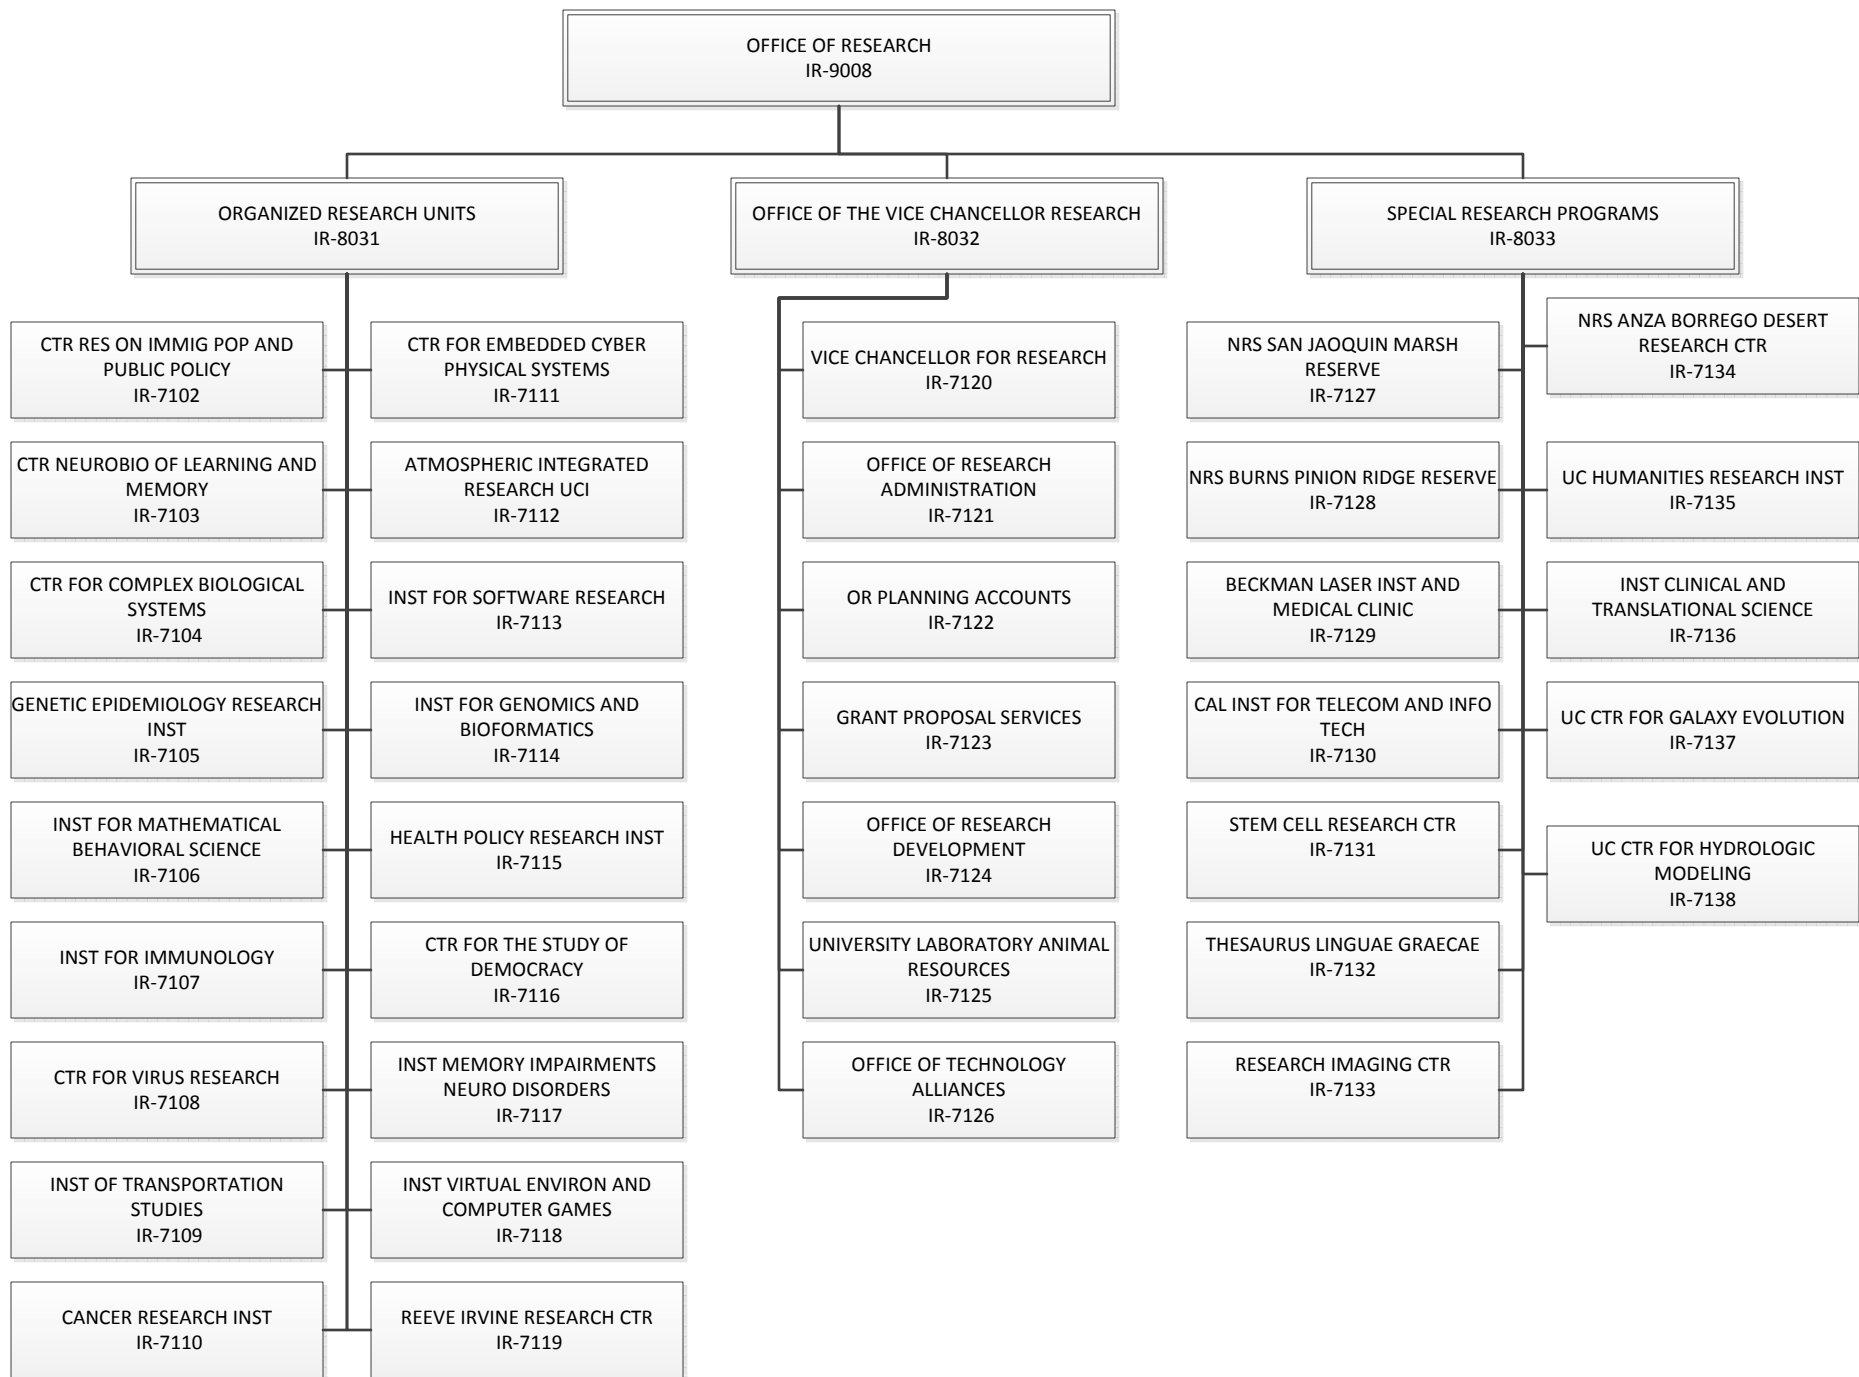 OFFICE OF RESEARCH
IR-9008
ORGANIZED RESEARCH UNITS
IR-8031
OFFICE OF THE VICE CHANCELLOR RESEARCH
IR-8032
SPECIAL RESEARCH PROGRAMS
IR-8033
CTR RES ON IMMIG POP AND
PUBLIC POLICY
IR-7102
CTR NEUROBIO OF LEARNING AND
MEMORY
IR-7103
CTR FOR COMPLEX BIOLOGICAL
SYSTEMS
IR-7104
GENETIC EPIDEMIOLOGY RESEARCH
INST
IR-7105
INST FOR MATHEMATICAL
BEHAVIORAL SCIENCE
IR-7106
INST FOR IMMUNOLOGY
IR-7107
CTR FOR VIRUS RESEARCH
IR-7108
INST OF TRANSPORTATION
STUDIES
IR-7109
CANCER RESEARCH INST
IR-7110
CTR FOR EMBEDDED CYBER
PHYSICAL SYSTEMS
IR-7111
ATMOSPHERIC INTEGRATED
RESEARCH UCI
IR-7112
INST FOR SOFTWARE RESEARCH
IR-7113
INST FOR GENOMICS AND
BIOFORMATICS
IR-7114
HEALTH POLICY RESEARCH INST
IR-7115
CTR FOR THE STUDY OF
DEMOCRACY
IR-7116
INST MEMORY IMPAIRMENTS
NEURO DISORDERS
IR-7117
INST VIRTUAL ENVIRON AND
COMPUTER GAMES
IR-7118
REEVE IRVINE RESEARCH CTR
IR-7119
VICE CHANCELLOR FOR RESEARCH
IR-7120
OFFICE OF RESEARCH
ADMINISTRATION
IR-7121
OR PLANNING ACCOUNTS
IR-7122
GRANT PROPOSAL SERVICES
IR-7123
OFFICE OF RESEARCH
DEVELOPMENT
IR-7124
UNIVERSITY LABORATORY ANIMAL
RESOURCES
IR-7125
OFFICE OF TECHNOLOGY
ALLIANCES
IR-7126
NRS SAN JAOQUIN MARSH
RESERVE
IR-7127
NRS BURNS PINION RIDGE RESERVE
IR-7128
BECKMAN LASER INST AND
MEDICAL CLINIC
IR-7129
CAL INST FOR TELECOM AND INFO
TECH
IR-7130
STEM CELL RESEARCH CTR
IR-7131
THESAURUS LINGUAE GRAECAE
IR-7132
RESEARCH IMAGING CTR
IR-7133
NRS ANZA BORREGO DESERT
RESEARCH CTR
IR-7134
UC HUMANITIES RESEARCH INST
IR-7135
INST CLINICAL AND
TRANSLATIONAL SCIENCE
IR-7136
UC CTR FOR GALAXY EVOLUTION
IR-7137
UC CTR FOR HYDROLOGIC
MODELING
IR-7138